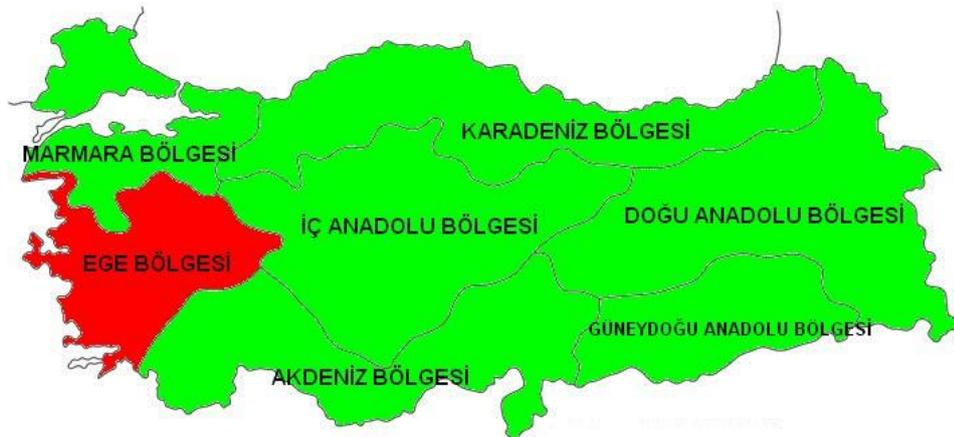 KARADENİZ BÖLGESİ
MARMARA BÖLGESİ
İÇ ANADOLU BÖLGESİ
DOĞU ANADOLU BÖLGESİ
EGE BÖLGESİ
GÜNEYDOĞU ANADOLU BÖLGESİ
AKDENİZ BÖLGESİ